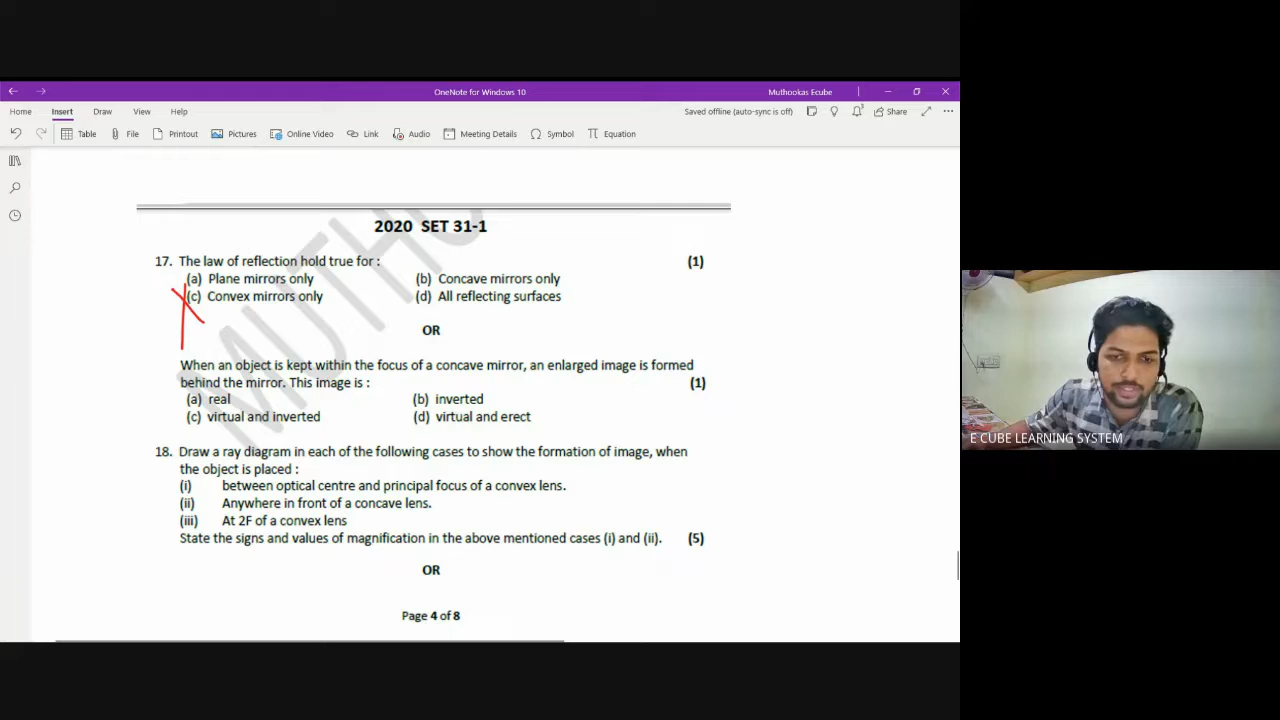 OneNote for Windows 10
Muthookas Ecube
Home Insert Draw View Help
Saved offline (auto-sync is off)
Share
Table File Printout Pictures Online Video Link Audio Meeting Details Symbol Equation
2020 SET 31-1
17. The law of reflection hold true for : (1)
(a) Plane mirrors only (b) Concave mirrors only
(c) Convex mirrors only (d) All reflecting surfaces
OR
When an object is kept within the focus of a concave mirror, an enlarged image is formed
behind the mirror. This image is : (1)
(a) real (b) inverted
(c) virtual and inverted (d) virtual and erect
18. Draw a ray diagram in each of the following cases to show the formation of image, when
the object is placed :
(i) between optical centre and principal focus of a convex lens.
(ii) Anywhere in front of a concave lens.
(iii) At 2F of a convex lens
State the signs and values of magnification in the above mentioned cases (i) and (ii). (5)
OR
Page 4 of 8
MUTHO
E CUBE LEARNING SYSTEM